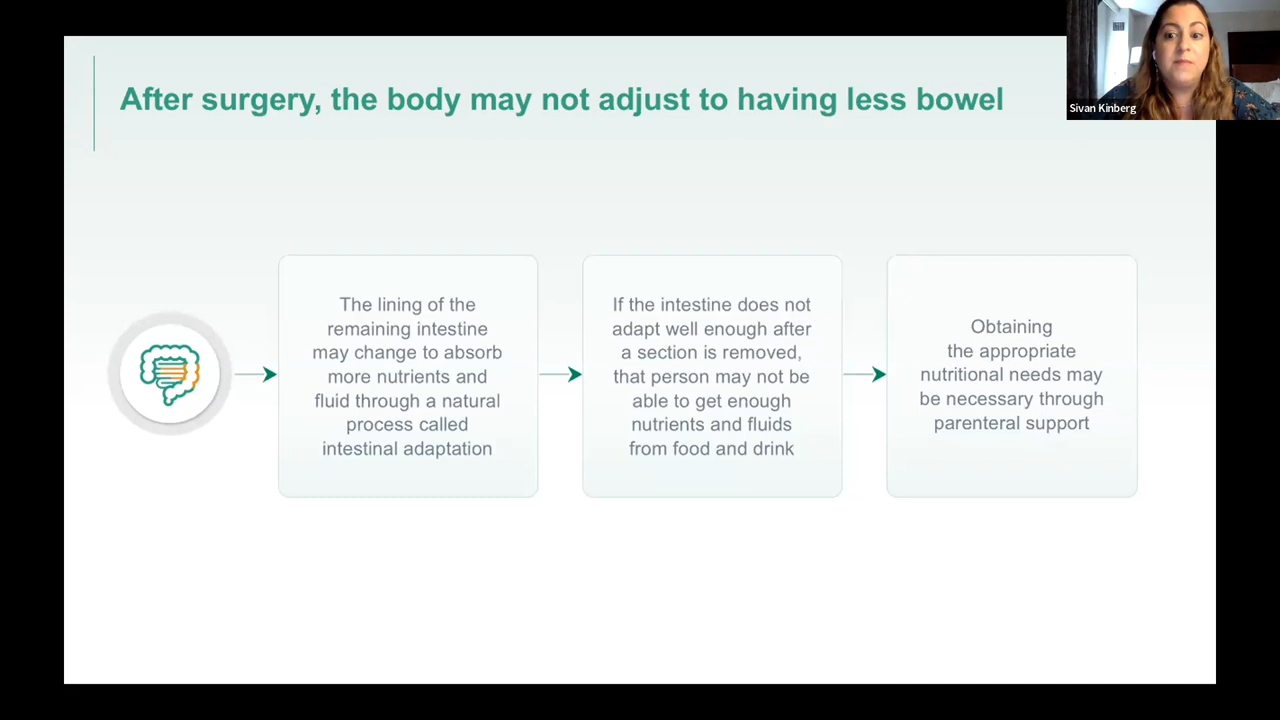 After surgery, the body may not adjust to having less bowel
Sivan Kinberg
The lining of the
remaining intestine
may change to absorb
more nutrients and
fluid through a natural
process called
intestinal adaptation
If the intestine does not
adapt well enough after
a section is removed,
that person may not be
able to get enough
nutrients and fluids
from food and drink
Obtaining
the appropriate
nutritional needs may
be necessary through
parenteral support